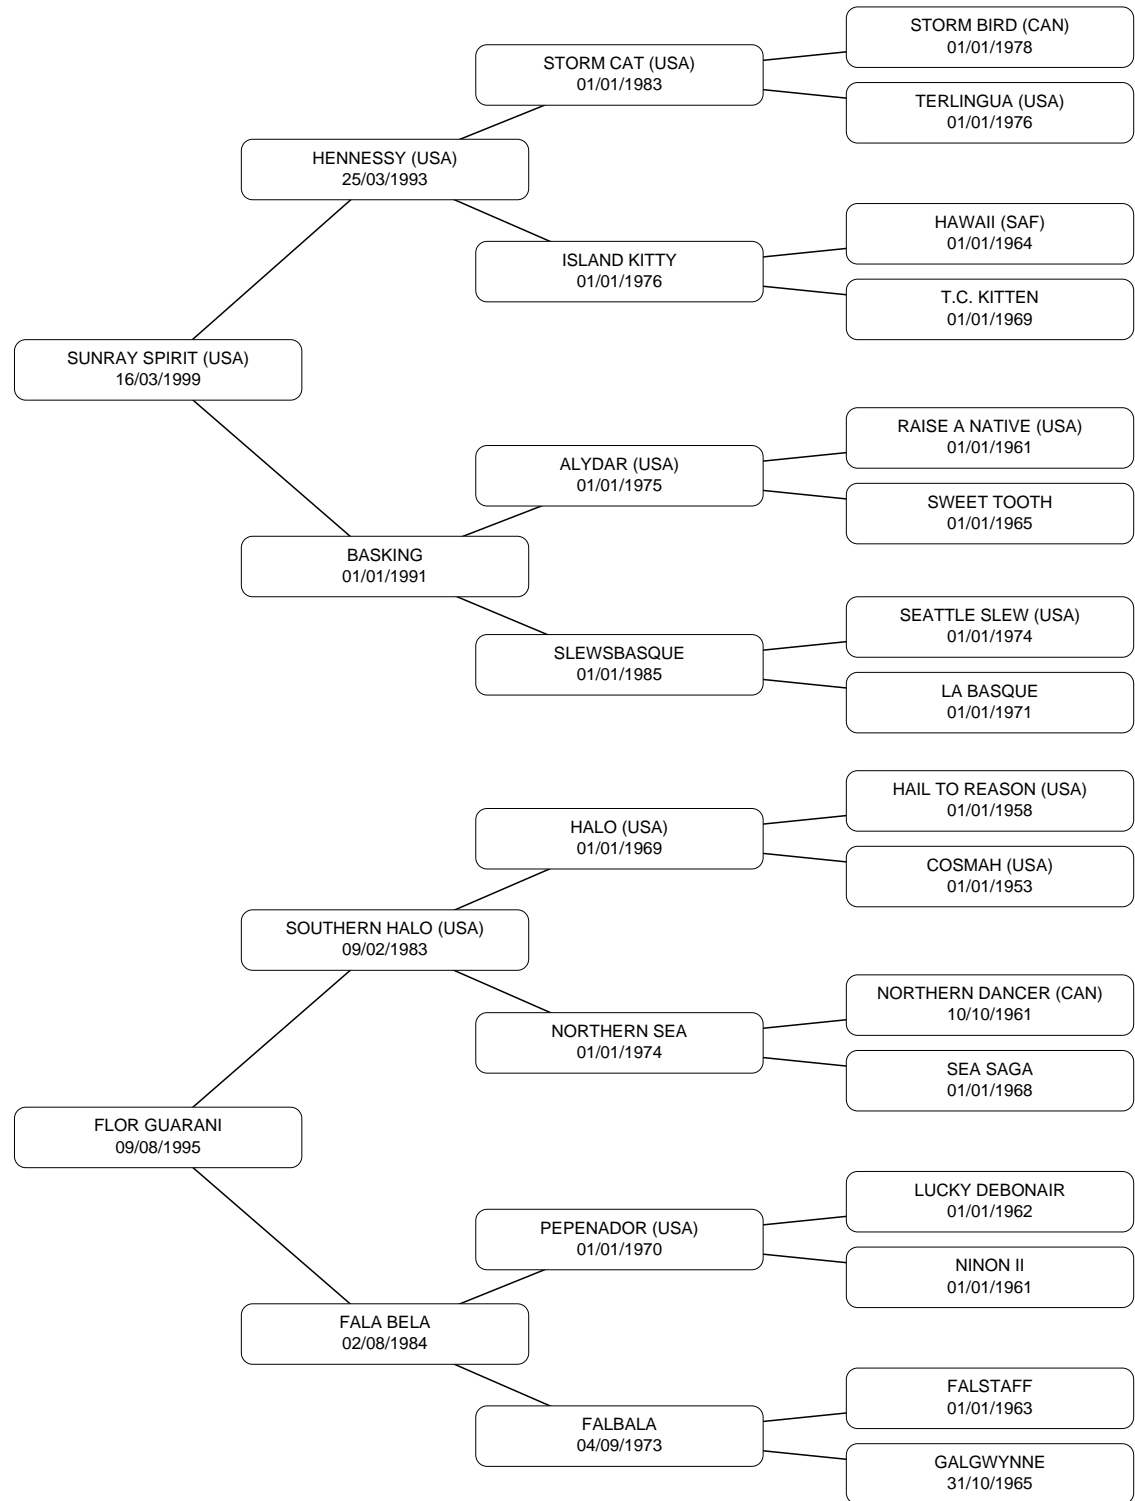 STORM BIRD (CAN)
01/01/1978
STORM CAT (USA)
01/01/1983
TERLINGUA (USA)
01/01/1976
HENNESSY (USA)
25/03/1993
HAWAII (SAF)
01/01/1964
ISLAND KITTY
01/01/1976
T.C. KITTEN
01/01/1969
SUNRAY SPIRIT (USA)
16/03/1999
RAISE A NATIVE (USA)
01/01/1961
ALYDAR (USA)
01/01/1975
SWEET TOOTH
01/01/1965
BASKING
01/01/1991
SEATTLE SLEW (USA)
01/01/1974
SLEWSBASQUE
01/01/1985
LA BASQUE
01/01/1971
HAIL TO REASON (USA)
01/01/1958
HALO (USA)
01/01/1969
COSMAH (USA)
01/01/1953
SOUTHERN HALO (USA)
09/02/1983
NORTHERN DANCER (CAN)
10/10/1961
NORTHERN SEA
01/01/1974
SEA SAGA
01/01/1968
FLOR GUARANI
09/08/1995
LUCKY DEBONAIR
01/01/1962
PEPENADOR (USA)
01/01/1970
NINON II
01/01/1961
FALA BELA
02/08/1984
FALSTAFF
01/01/1963
FALBALA
04/09/1973
GALGWYNNE
31/10/1965